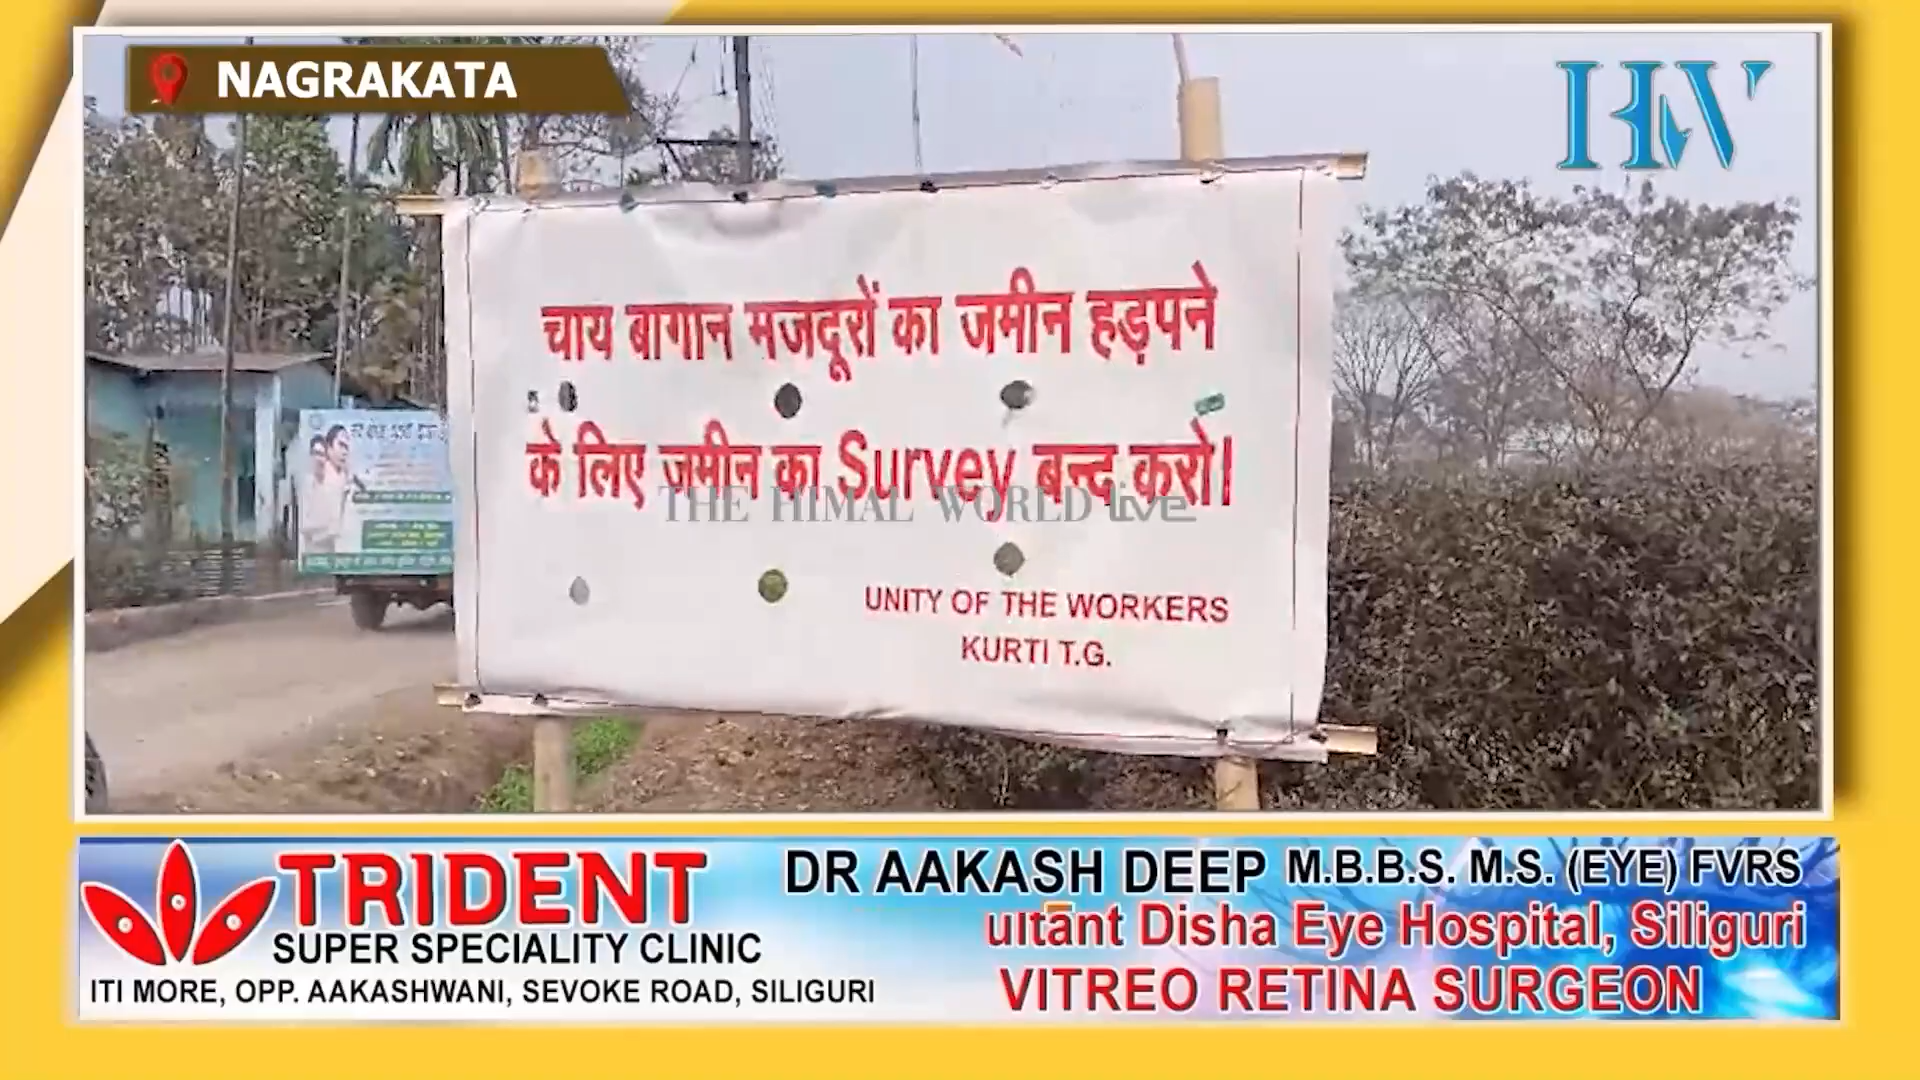 NAGRAKATA
चाय बागान मजदूरों का जमीन हड़पने
के लिए जमीन का Survey बन्द करो।
THE HIMAL WORLD live
UNITY OF THE WORKERS
KURTI T.G.
TRIDENT
SUPER SPECIALITY CLINIC
ITI MORE, OPP. AAKASHWANI, SEVOKE ROAD, SILIGURI
DR AAKASH DEEP M.B.B.S. M.S. (EYE) FVRS
ultant Disha Eye Hospital, Siliguri
VITREO RETINA SURGEON